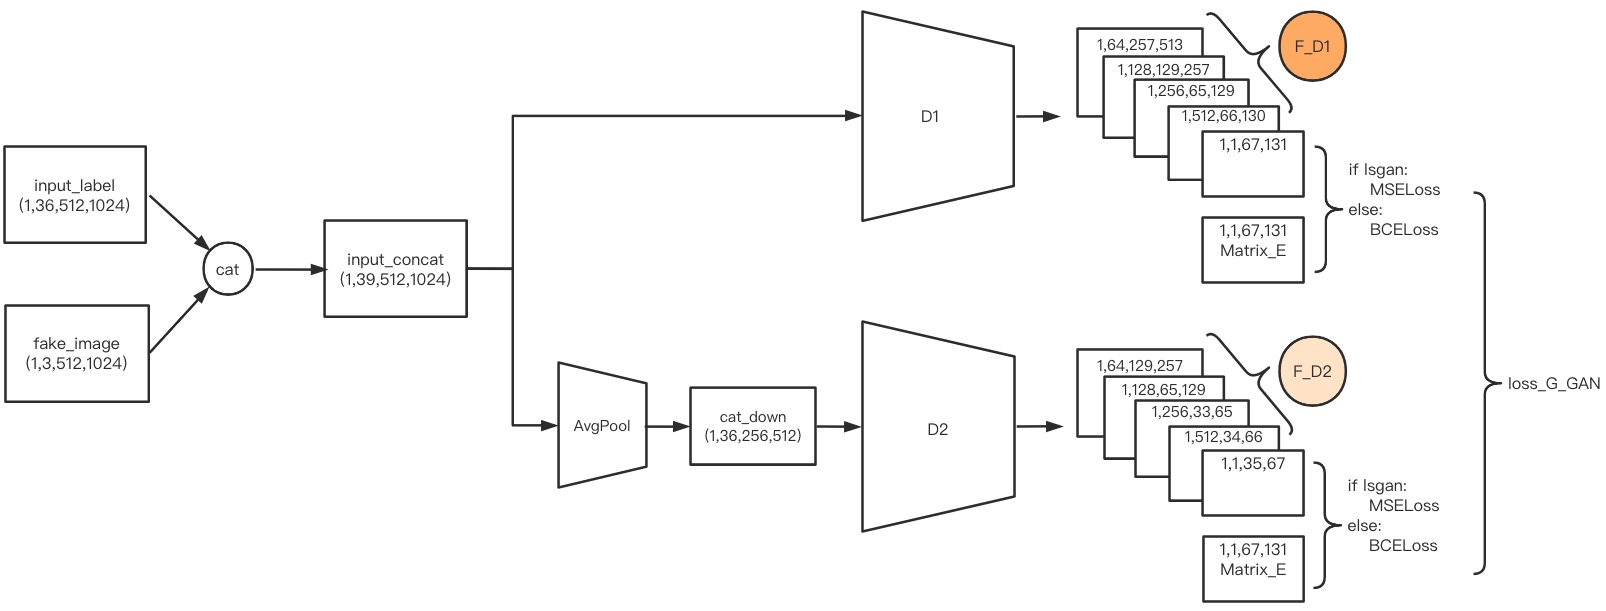 input_label
(1,36,512,1024)
fake_image
(1,3,512,1024)
cat
input_concat
(1,39,512,1024)
D1
1,64,257,513
1,128,129,257
1,256,65,129
1,512,66,130
1,1,67,131
F_D1
1,1,67,131
Matrix_E
if lsgan:
MSELoss
else:
BCELoss
AvgPool
cat_down
(1,36,256,512)
D2
1,64,129,257
1,128,65,129
1,256,33,65
1,512,34,66
1,1,35,67
F_D2
1,1,67,131
Matrix_E
if lsgan:
MSELoss
else:
BCELoss
loss_G_GAN